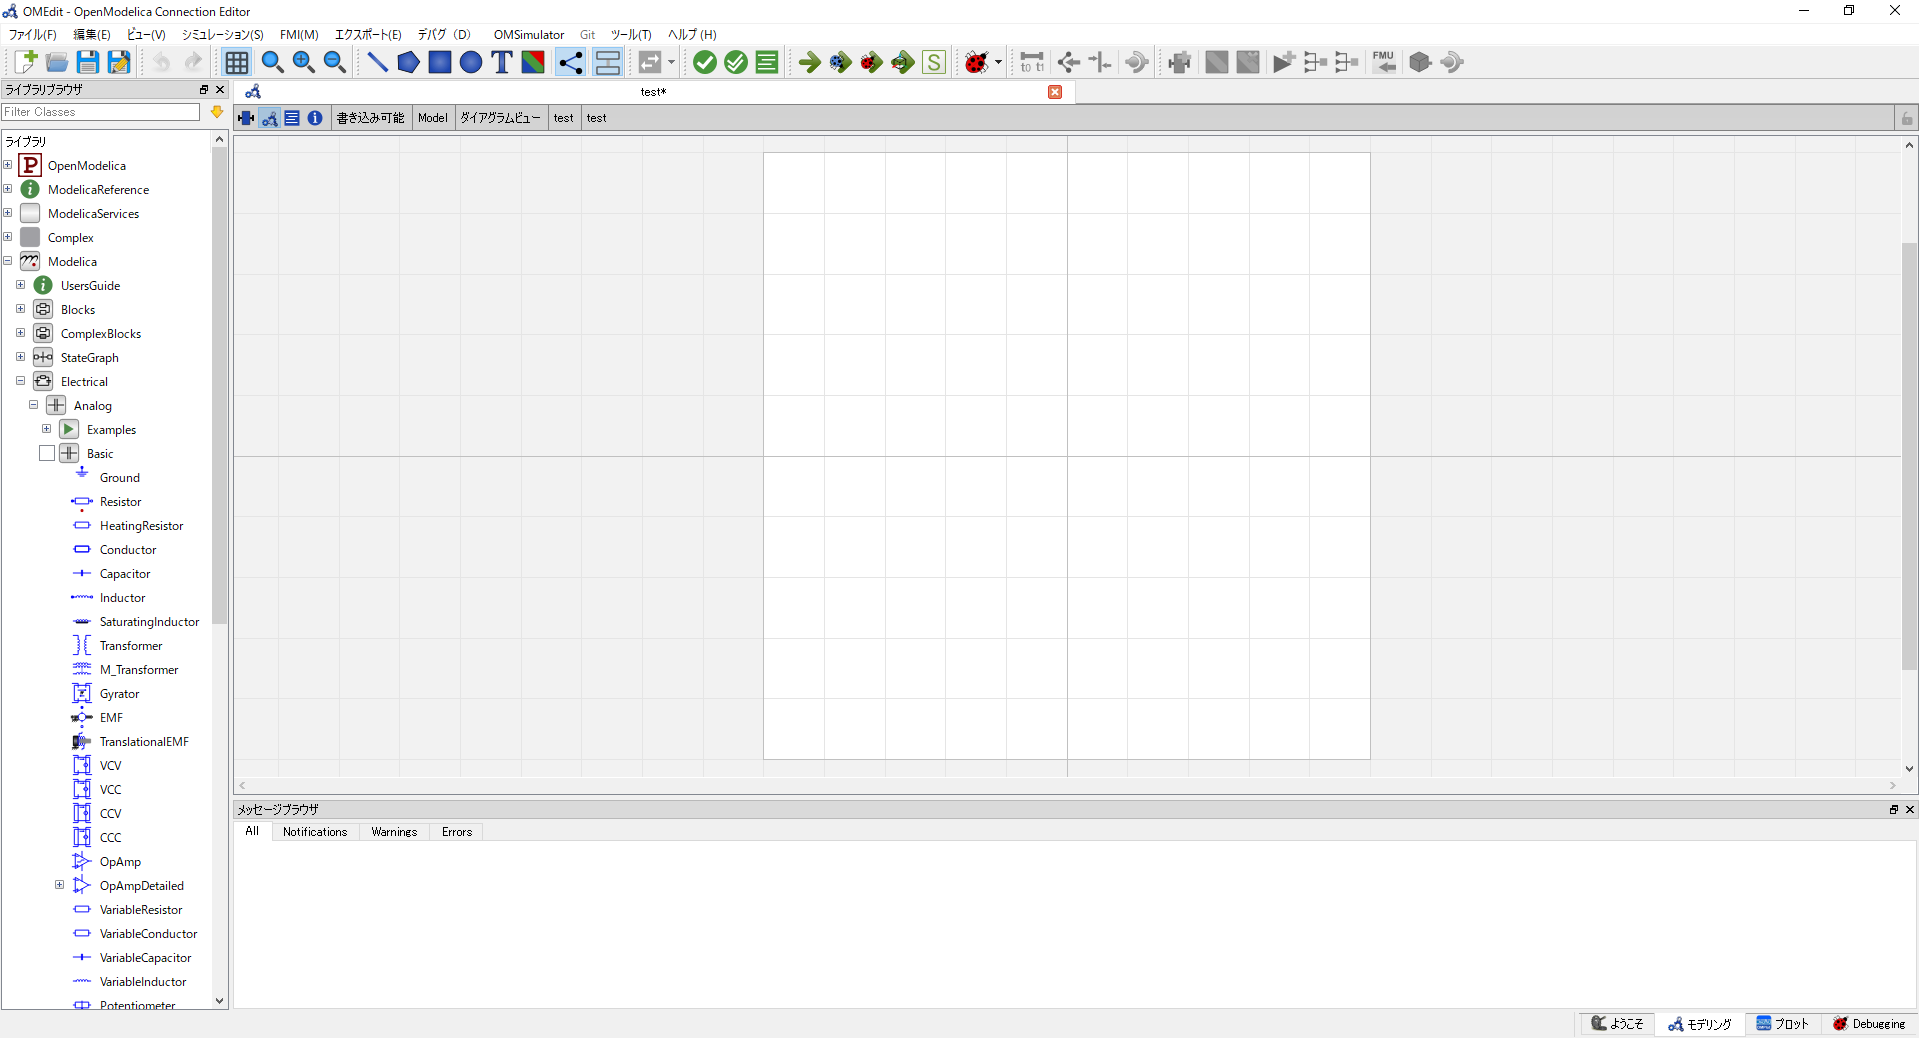 OMEdit - OpenModelica Connection Editor
ファイル(F) 編集(E) ビュー(V) シミュレーション(S) FMI(M) エクスポート(E) デバグ (D) OMSimulator Git ツール(T) ヘルプ (H)
T S to t1 FMU
ライブラリブラウザ
test*
Filter Classes
書き込み可能 Model ダイアグラムビュー test test
ライブラリ
P OpenModelica
i ModelicaReference
ModelicaServices
Complex
Modelica
i UsersGuide
Blocks
ComplexBlocks
StateGraph
Electrical
Analog
Examples
Basic
Ground
Resistor
HeatingResistor
Conductor
Capacitor
Inductor
SaturatingInductor
Transformer
M_Transformer
Gyrator
EMF
TranslationalEMF
VCV
VCC
CCV
CCC
OpAmp
OpAmpDetailed
VariableResistor
VariableConductor
VariableCapacitor
VariableInductor
Potentiometer
メッセージブラウザ
All Notifications Warnings Errors
ようこそ モデリング プロット Debugging